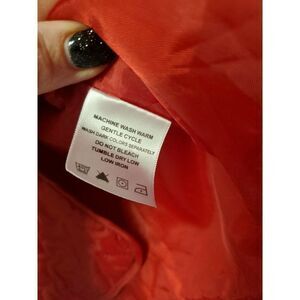 MACHINE WASH WARM
GENTLE CYCLE
WASH DARK COLORS SEPARATELY
DO NOT BLEACH
TUMBLE DRY LOW
LOW IRON